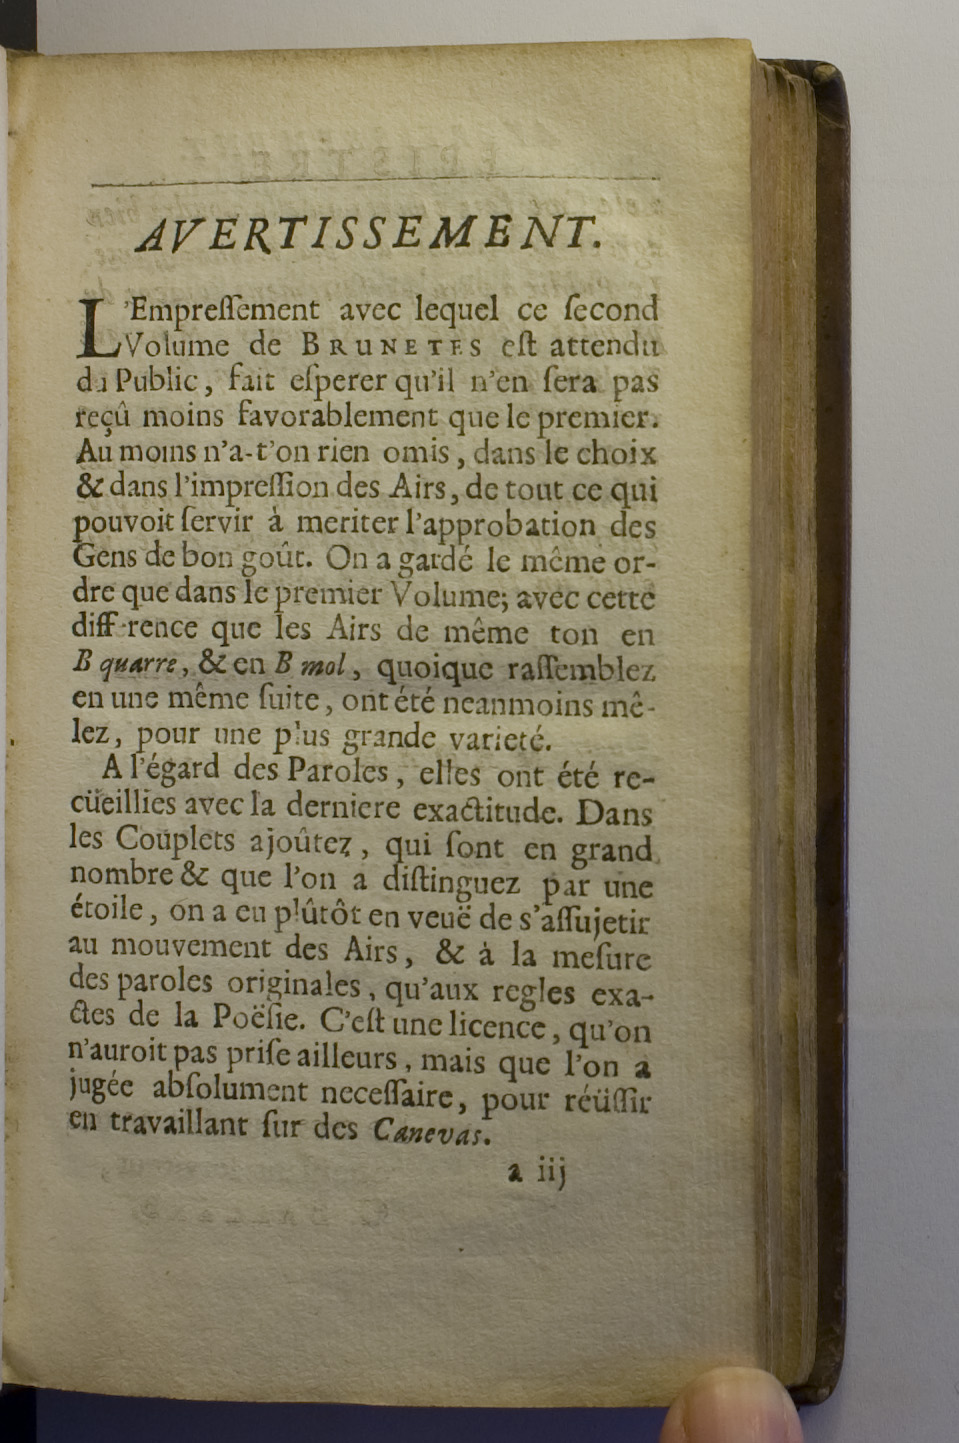 AVERTISSEMENT.
L'Empreſſement avec lequel ce ſecond
Volume de BRUNETES eſt attendu
du Public, fait eſperer qu'il n'en ſera pas
reçû moins favorablement que le premier.
Au moins n'a-t'on rien omis, dans le choix
& dans l'impreſſion des Airs, de tout ce qui
pouvoit ſervir à meriter l'approbation des
Gens de bon goût. On a gardé le même or-
dre que dans le premier Volume; avec cette
difference que les Airs de même ton en
B quarre, & en B mol, quoique raſſemblez
en une même ſuite, ont été neanmoins mê-
lez, pour une plus grande varieté.
A l'égard des Paroles, elles ont été re-
cüeillies avec la derniere exactitude. Dans
les Couplets ajoûtez, qui ſont en grand
nombre & que l'on a diſtinguez par une
étoile, on a eu plûtôt en veuë de s'aſſujetir
au mouvement des Airs, & à la meſure
des paroles originales, qu'aux regles exa-
ctes de la Poëſie. C'eſt une licence, qu'on
n'auroit pas priſe ailleurs, mais que l'on a
jugée abſolument neceſſaire, pour réüſſir
en travaillant ſur des Canevas.
a iij